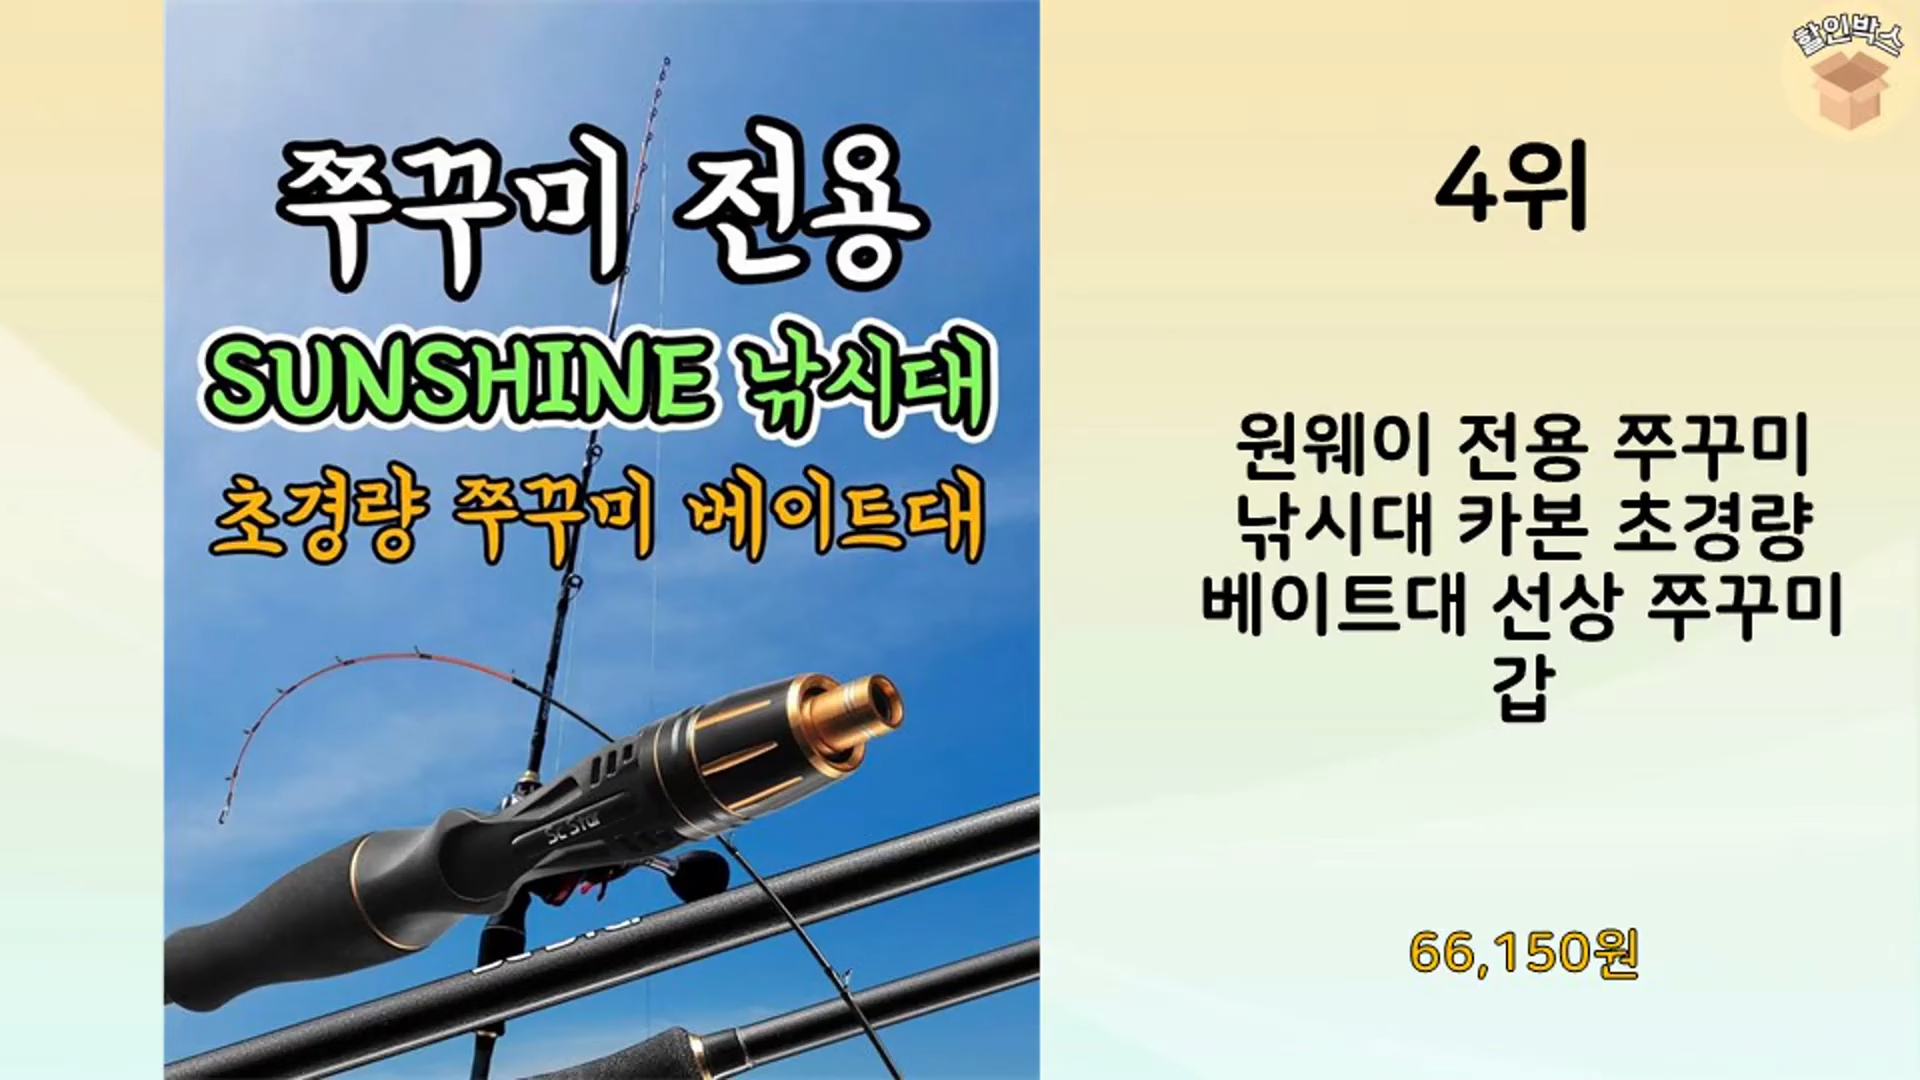 할인박스
쭈꾸미 전용
SUNSHINE 낚시대
초경량 쭈꾸미 베이트대
Sc Star
4위
원웨이 전용 쭈꾸미
낚시대 카본 초경량
베이트대 선상 쭈꾸미
갑
66,150원